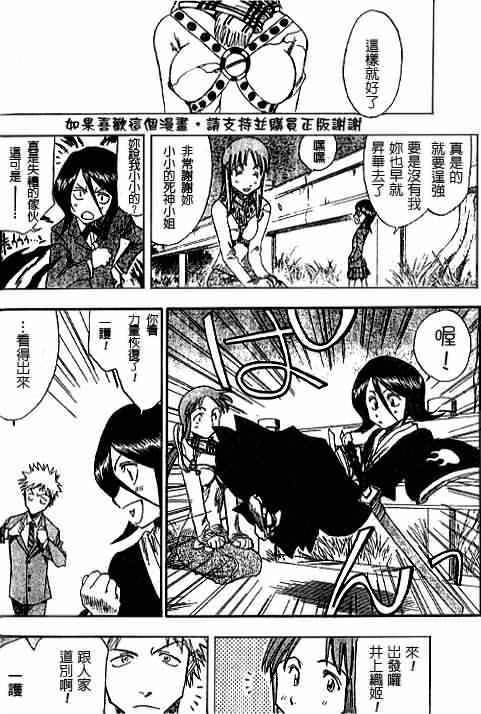 這樣就好了
如果喜歡這個漫畫・請支持并購買正版謝謝
真是的
就要逞強
要是沒有我
妳也早就
昇華去了
嘿嘿
非常謝謝妳
小小的死神小姐
妳說我小小的？
真是失禮的傢伙
這可是——
喔！
ばん
你看
力量恢復了！
一護！
…看得出來
來！
出發囉
井上織姬！
跟人家
道別啊！
一護